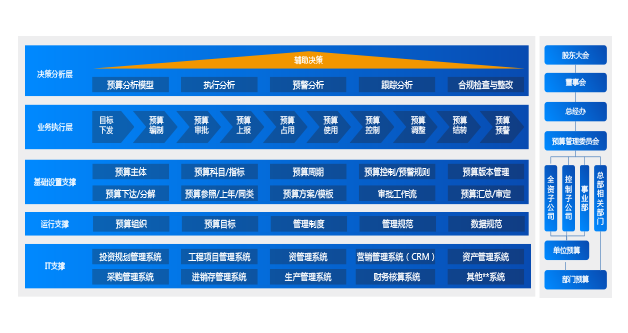 决策分析层
辅助决策
预算分析模型 执行分析 预警分析 跟踪分析 合规检查与整改
业务执行层
目标下发 预算编制 预算审批 预算上报 预算占用 预算使用 预算控制 预算调整 预算结转 预算预警
基础设置支撑
预算主体 预算科目/指标 预算周期 预算控制/预警规则 预算版本管理
预算下达/分解 预算参照/上年/同类 预算方案/模板 审批工作流 预算汇总/审定
运行支撑
预算组织 预算目标 管理制度 管理规范 数据规范
IT支撑
投资规划管理系统 工程项目管理系统 资管理系统 营销管理系统（CRM） 资产管理系统
采购管理系统 进销存管理系统 生产管理系统 财务核算系统 其他**系统
股东大会
董事会
总经办
预算管理委员会
全资子公司
控制子公司
事业部
总部相关部门
单位预算
部门预算